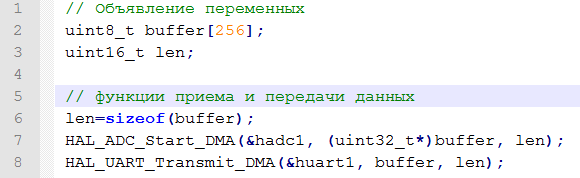 1 // Объявление переменных
2 uint8_t buffer[256];
3 uint16_t len;
4
5 // функции приема и передачи данных
6 len=sizeof(buffer);
7 HAL_ADC_Start_DMA(&hadc1, (uint32_t*)buffer, len);
8 HAL_UART_Transmit_DMA(&huart1, buffer, len);